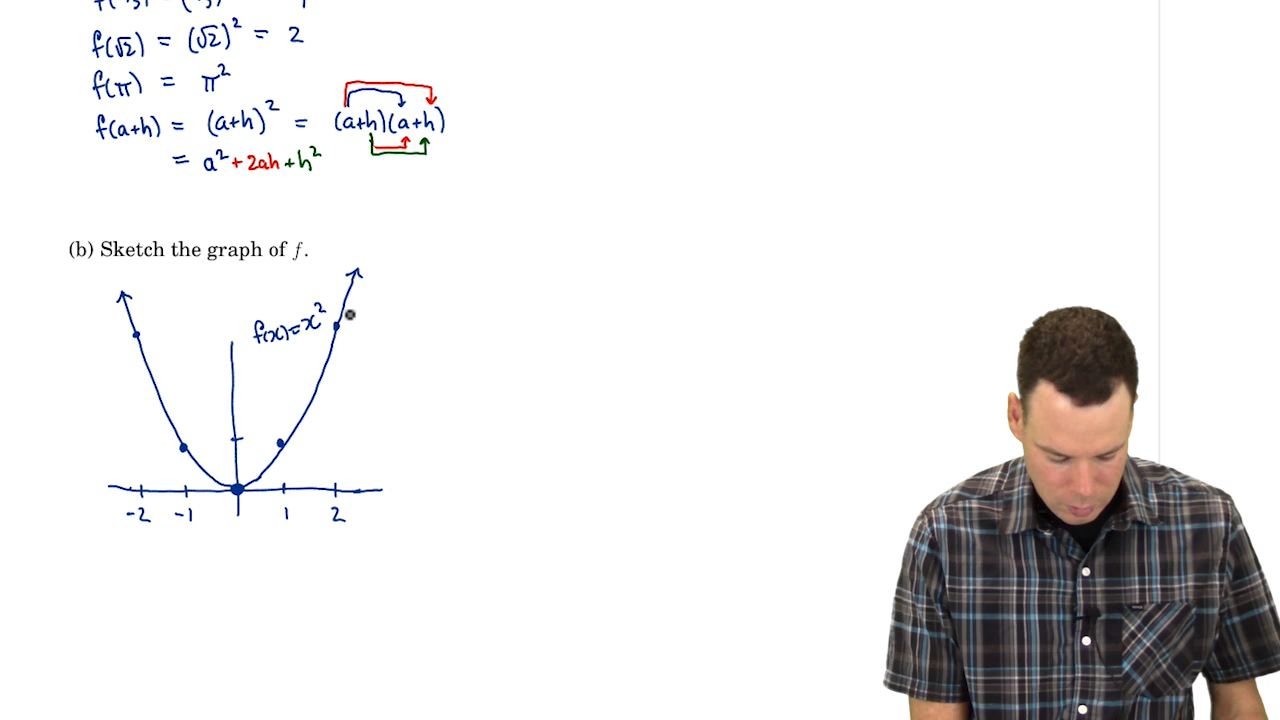 f(√2) = (√2)² = 2
f(π) = π²
f(a+h) = (a+h)² = (a+h)(a+h)
= a² + 2ah + h²
(b) Sketch the graph of f.
f(x)=x²
-2 -1 1 2